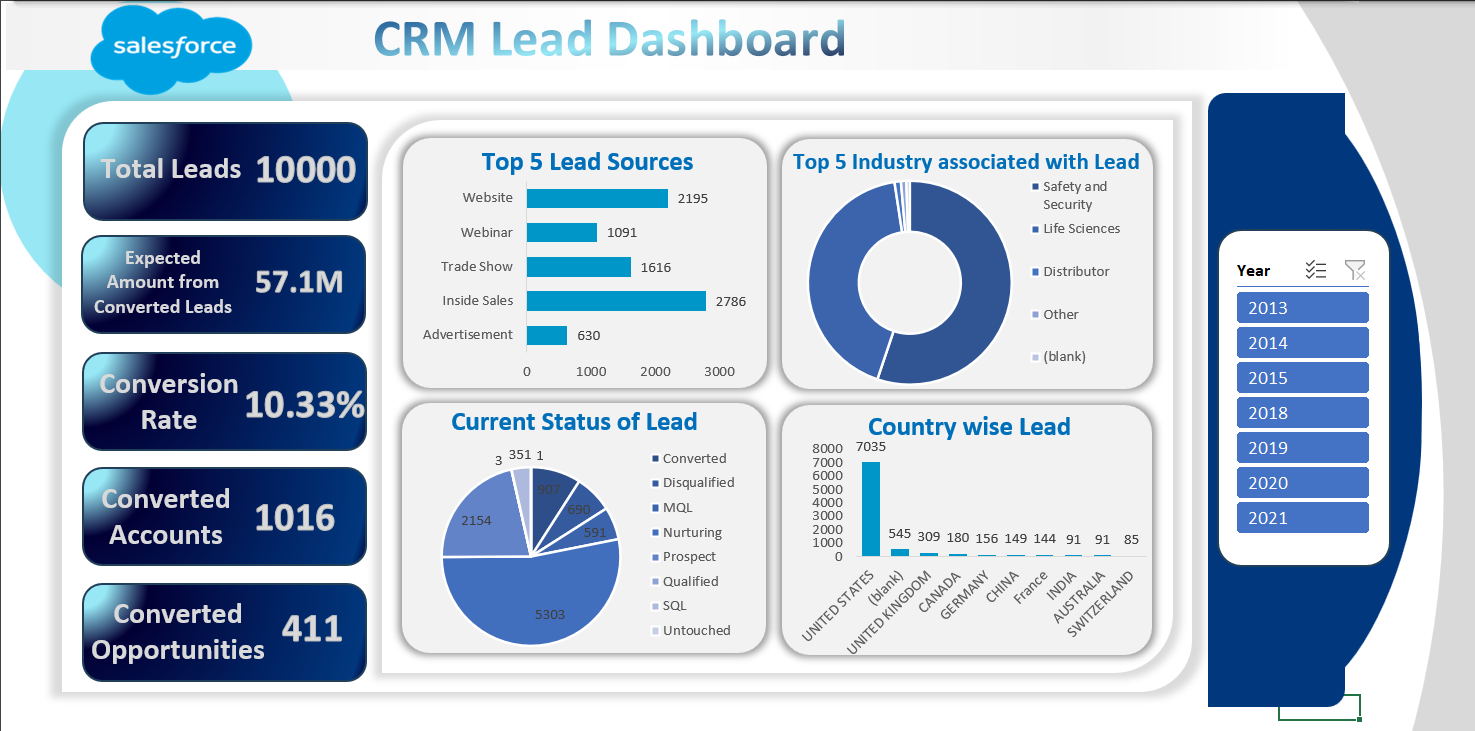 salesforce
CRM Lead Dashboard
Total Leads 10000
Expected
Amount from
Converted Leads
57.1M
Conversion
Rate
10.33%
Converted
Accounts
1016
Converted
Opportunities
411
Top 5 Lead Sources
Website 2195
Webinar 1091
Trade Show 1616
Inside Sales 2786
Advertisement 630
0 1000 2000 3000
Top 5 Industry associated with Lead
Safety and
Security
Life Sciences
Distributor
Other
(blank)
Current Status of Lead
3 351 1
907
690
591
2154
5303
Converted
Disqualified
MQL
Nurturing
Prospect
Qualified
SQL
Untouched
Country wise Lead
8000
7000
6000
5000
4000
3000
2000
1000
0
7035 545 309 180 156 149 144 91 91 85
UNITED STATES
(blank)
UNITED KINGDOM
CANADA
GERMANY
CHINA
France
INDIA
AUSTRALIA
SWITZERLAND
Year
2013
2014
2015
2018
2019
2020
2021